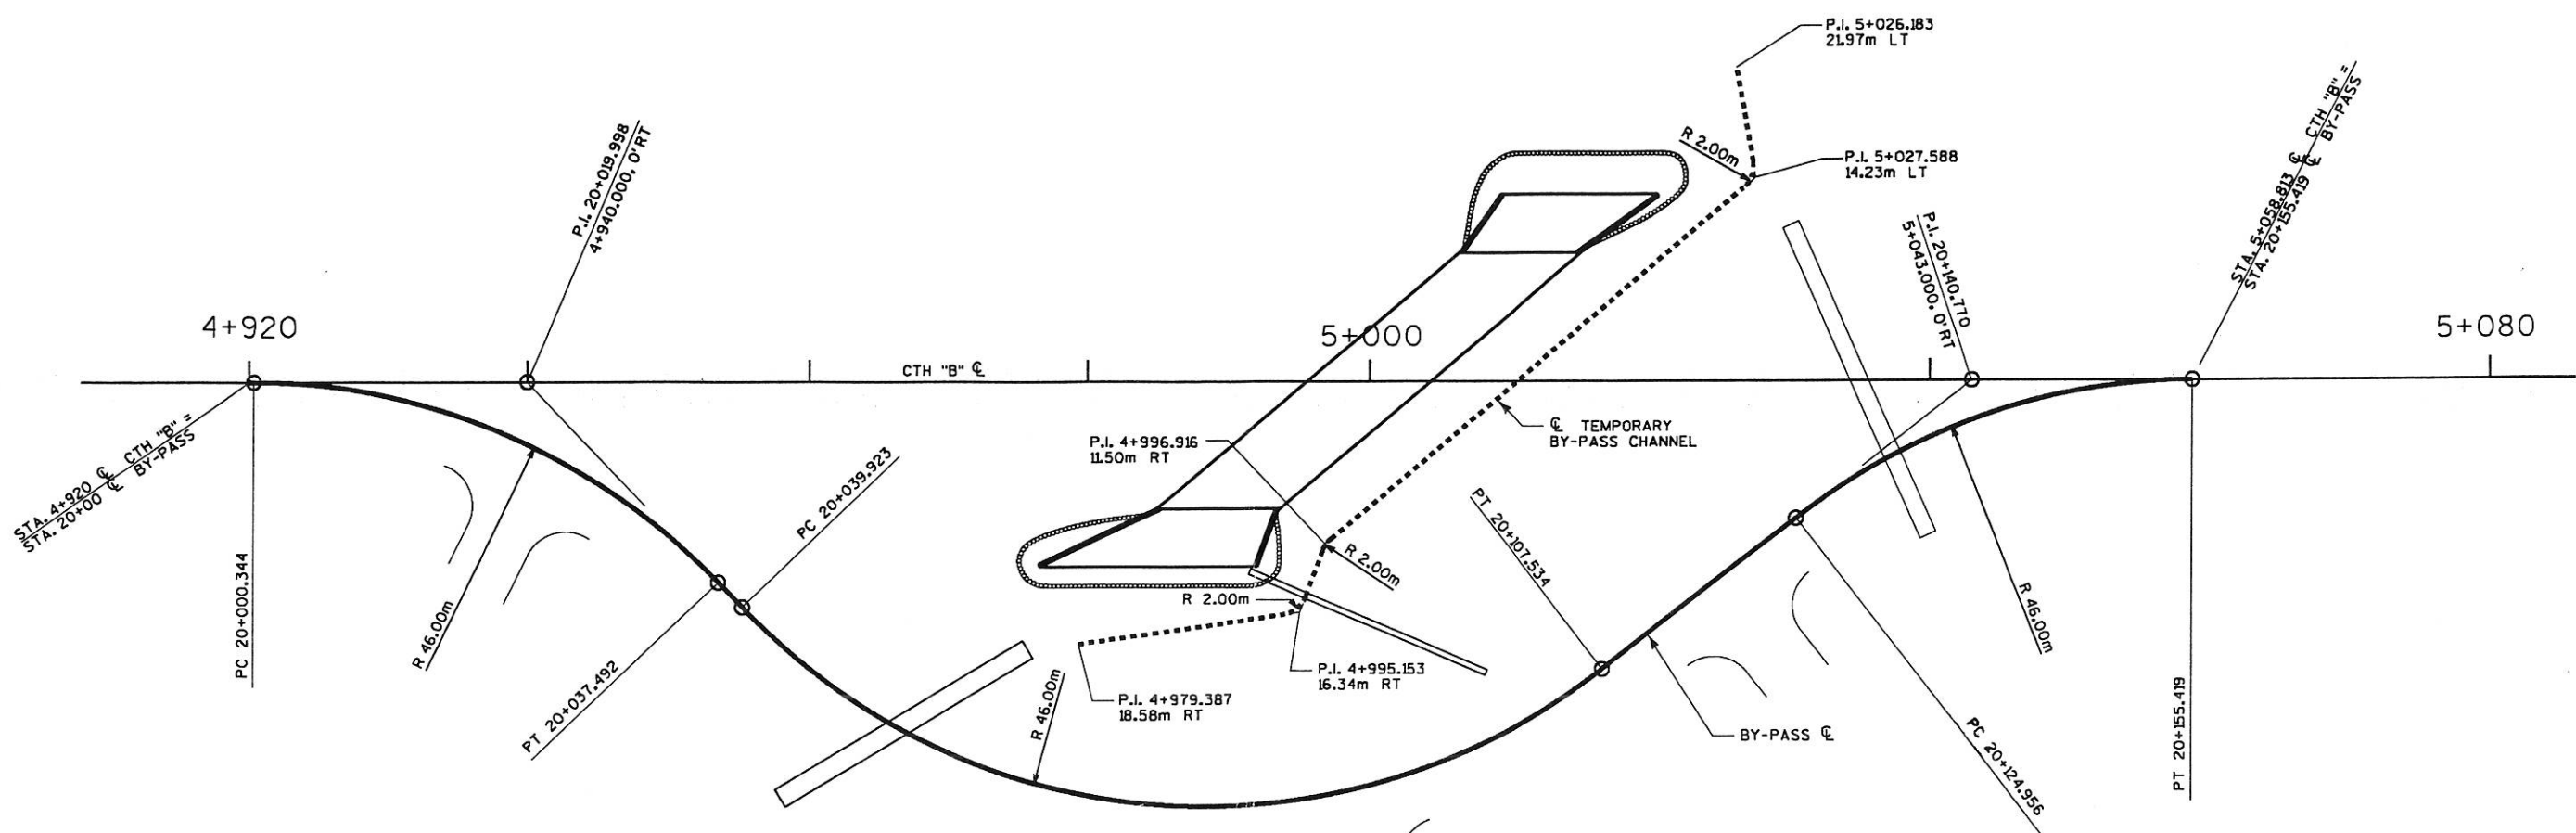 P.I. 5+026.183
21.97m LT
R 2.00m
P.I. 5+027.588
14.23m LT
STA. 5+058.813 ℄ CTH "B" =
STA. 20+155.419 ℄ BY-PASS
P.I. 20+019.998
4+940.000, 0' RT
P.I. 20+140.770
5+043.000, 0' RT
4+920
5+000
5+080
CTH "B" ℄
STA. 4+920 ℄ CTH "B" =
STA. 20+00 ℄ BY-PASS
P.I. 4+996.916
11.50m RT
℄ TEMPORARY
BY-PASS CHANNEL
PC 20+039.923
PT 20+107.534
R 2.00m
R 2.00m
PC 20+000.344
R 46.00m
PT 20+037.492
R 46.00m
P.I. 4+979.387
18.58m RT
P.I. 4+995.153
16.34m RT
BY-PASS ℄
R 46.00m
PC 20+124.956
PT 20+155.419